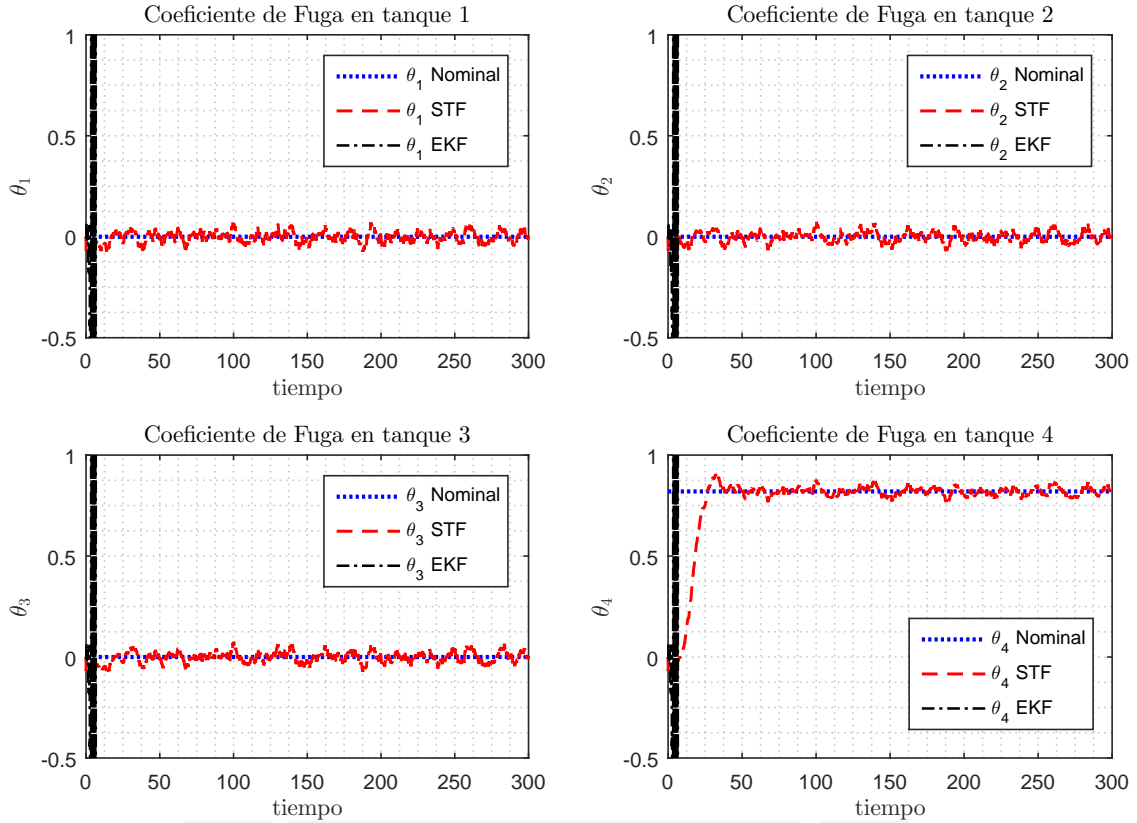 Coeficiente de Fuga en tanque 1
1
0.5
0
-0.5
θ1
θ1 Nominal
θ1 STF
θ1 EKF
0 50 100 150 200 250 300
tiempo
Coeficiente de Fuga en tanque 2
1
0.5
0
-0.5
θ2
θ2 Nominal
θ2 STF
θ2 EKF
0 50 100 150 200 250 300
tiempo
Coeficiente de Fuga en tanque 3
1
0.5
0
-0.5
θ3
θ3 Nominal
θ3 STF
θ3 EKF
0 50 100 150 200 250 300
tiempo
Coeficiente de Fuga en tanque 4
1
0.5
0
-0.5
θ4
θ4 Nominal
θ4 STF
θ4 EKF
0 50 100 150 200 250 300
tiempo